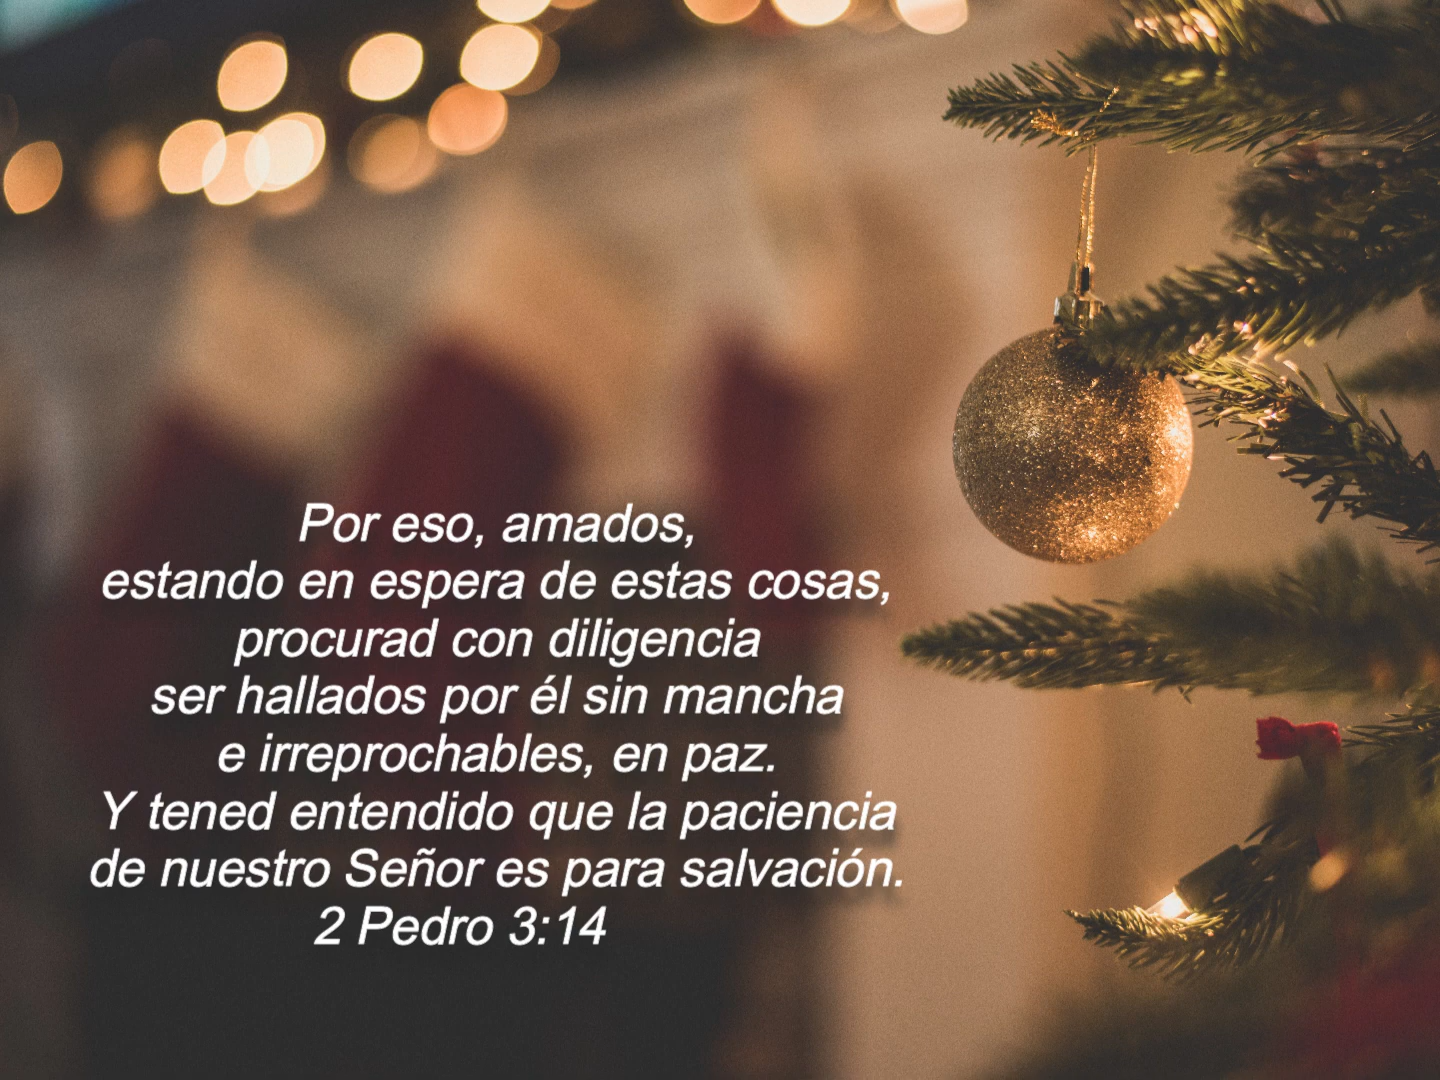 Por eso, amados,
estando en espera de estas cosas,
procurad con diligencia
ser hallados por él sin mancha
e irreprochables, en paz.
Y tened entendido que la paciencia
de nuestro Señor es para salvación.
2 Pedro 3:14